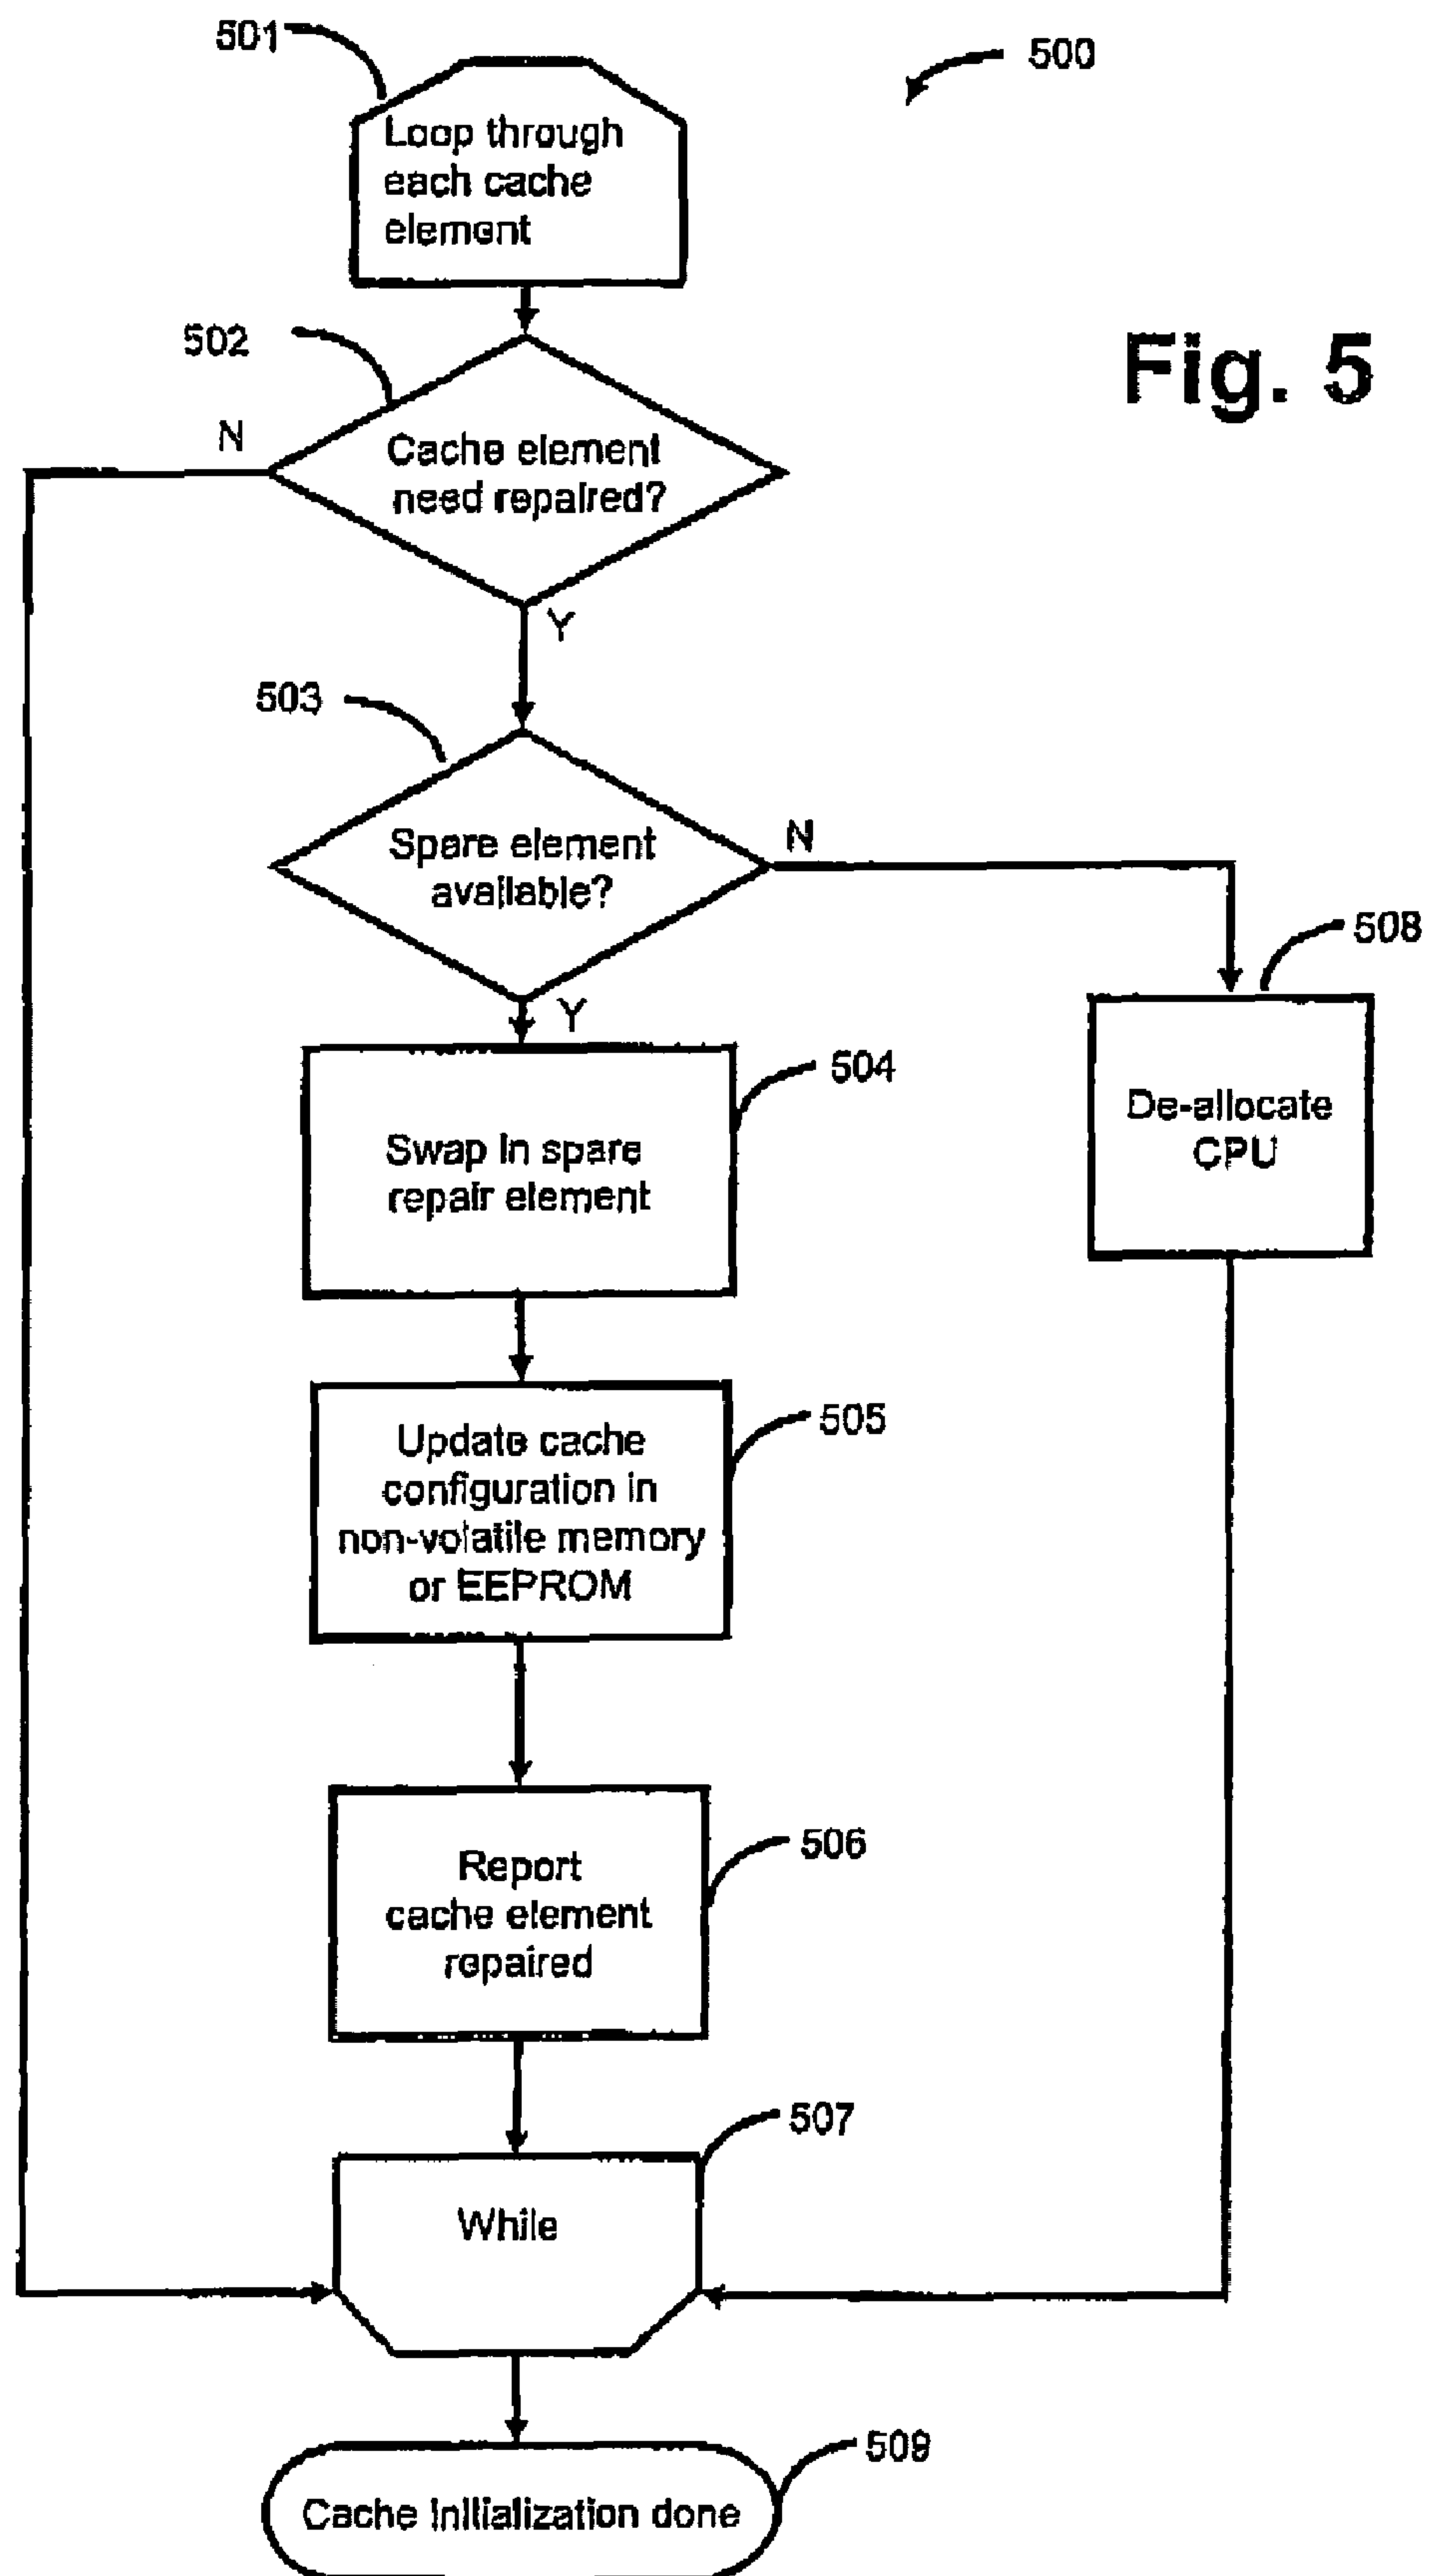 501
500
Loop through
each cache
element
Fig. 5
502
N
Cache element
need repaired?
Y
503
Spare element
available?
N
508
Y
504
Swap in spare
repair element
De-allocate
CPU
505
Update cache
configuration in
non-volatile memory
or EEPROM
506
Report
cache element
repaired
507
While
509
Cache initialization done